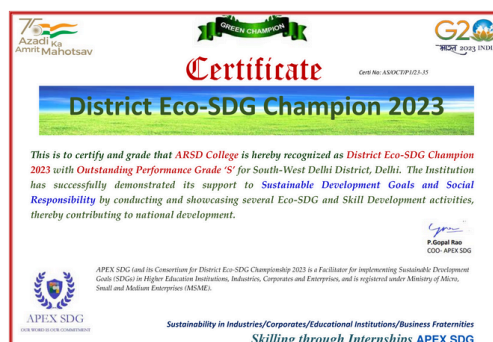 75
Azadi Ka
Amrit Mahotsav
GREEN CHAMPION
G20
भारत 2023 INDIA
Certificate
Certi No: AS/OCT/P1/23-35
District Eco-SDG Champion 2023
This is to certify and grade that ARSD College is hereby recognized as District Eco-SDG Champion
2023 with Outstanding Performance Grade ‘S’ for South-West Delhi District, Delhi. The Institution
has successfully demonstrated its support to Sustainable Development Goals and Social
Responsibility by conducting and showcasing several Eco-SDG and Skill Development activities,
thereby contributing to national development.
P.Gopal Rao
COO- APEX SDG
APEX SDG (and its Consortium for District Eco-SDG Championship 2023 is a Facilitator for implementing Sustainable Development
Goals (SDGs) in Higher Education Institutions, Industries, Corporates and Enterprises, and is registered under Ministry of Micro,
Small and Medium Enterprises (MSME).
APEX SDG
OUR WORLD IS OUR COMMITMENT
Sustainability in Industries/Corporates/Educational Institutions/Business Fraternities
Skilling through Internships APEX SDG